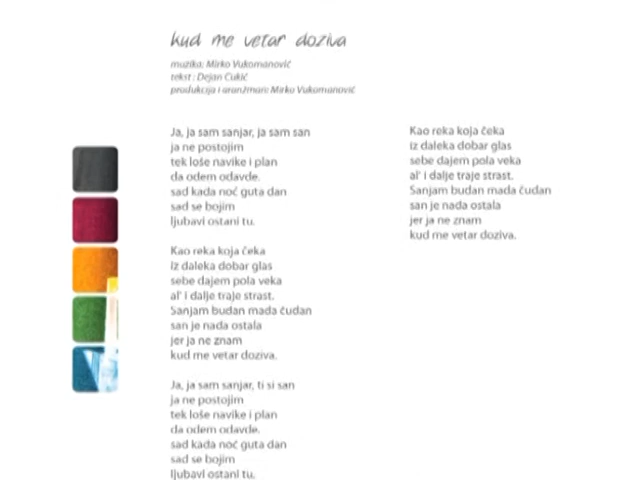 kud me vetar doziva
muzika: Mirko Vukomanović
tekst : Dejan Cukić
produkcija i aranžman: Mirko Vukomanović
Ja, ja sam sanjar, ja sam san
ja ne postojim
tek loše navike i plan
da odem odavde.
sad kada noć guta dan
sad se bojim
ljubavi ostani tu.
Kao reka koja čeka
iz daleka dobar glas
sebe dajem pola veka
al' i dalje traje strast.
Sanjam budan mada čudan
san je nada ostala
jer ja ne znam
kud me vetar doziva.
Ja, ja sam sanjar, ti si san
ja ne postojim
tek loše navike i plan
da odem odavde.
sad kada noć guta dan
sad se bojim
ljubavi ostani tu.
Kao reka koja čeka
iz daleka dobar glas
sebe dajem pola veka
al' i dalje traje strast.
Sanjam budan mada čudan
san je nada ostala
jer ja ne znam
kud me vetar doziva.